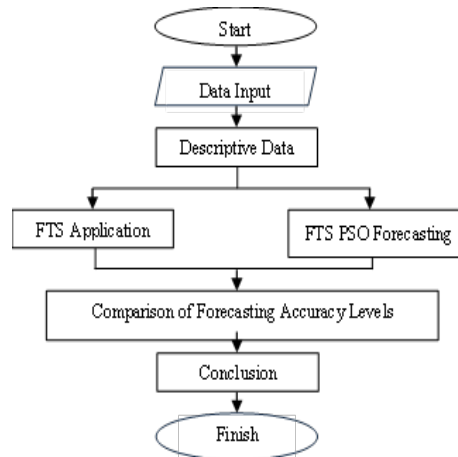 Start
Data Input
Descriptive Data
FTS Application
FTS PSO Forecasting
Comparison of Forecasting Accuracy Levels
Conclusion
Finish